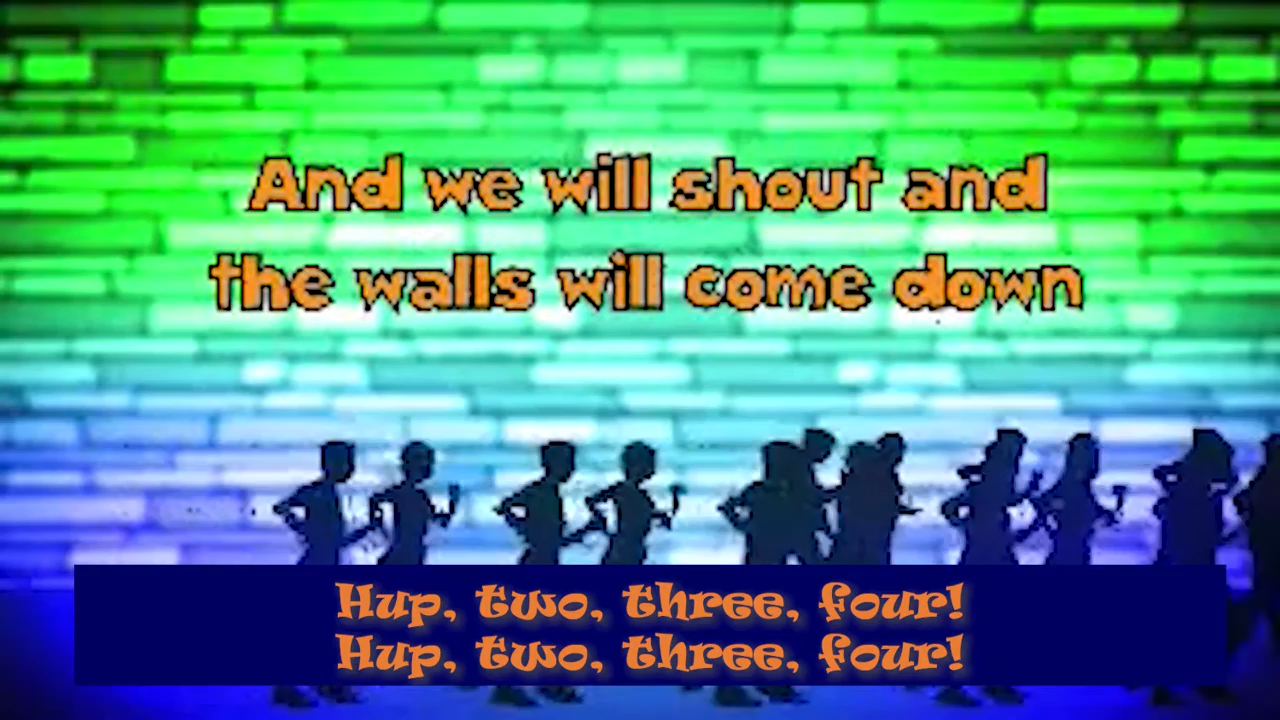 And we will shout and
the walls will come down
Hup, two, three, four!
Hup, two, three, four!